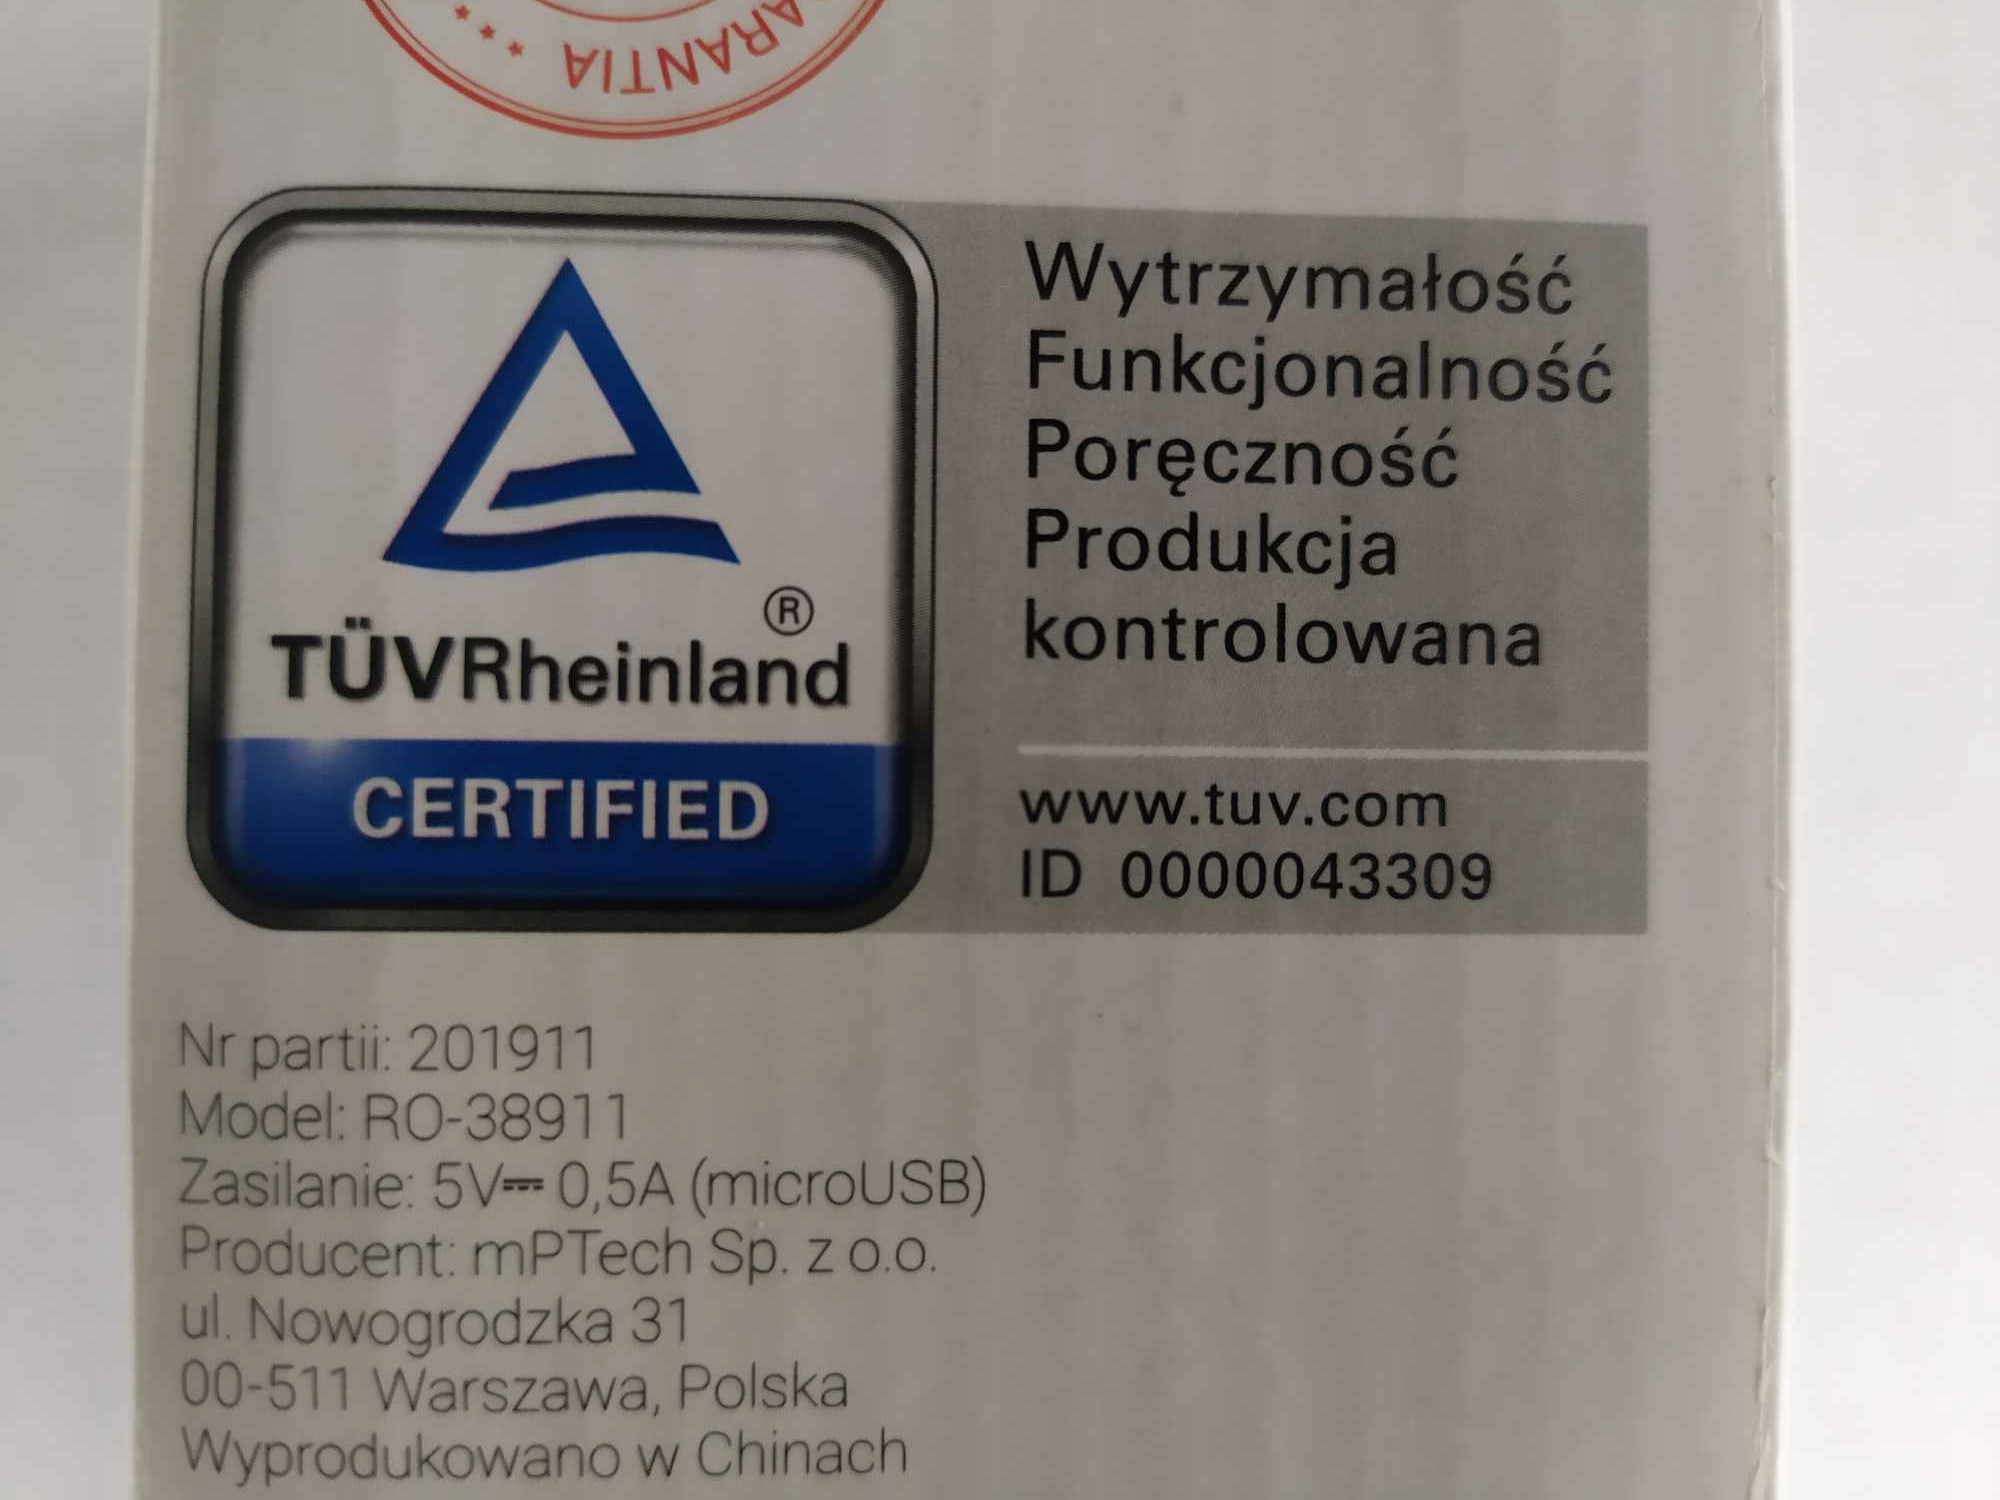 ARANTIA
TÜVRheinland®
CERTIFIED
Wytrzymałość
Funkcjonalność
Poręczność
Produkcja
kontrolowana
www.tuv.com
ID 0000043309
Nr partii: 201911
Model: RO-38911
Zasilanie: 5V⎓ 0,5A (microUSB)
Producent: mPTech Sp. z o.o.
ul. Nowogrodzka 31
00-511 Warszawa, Polska
Wyprodukowano w Chinach